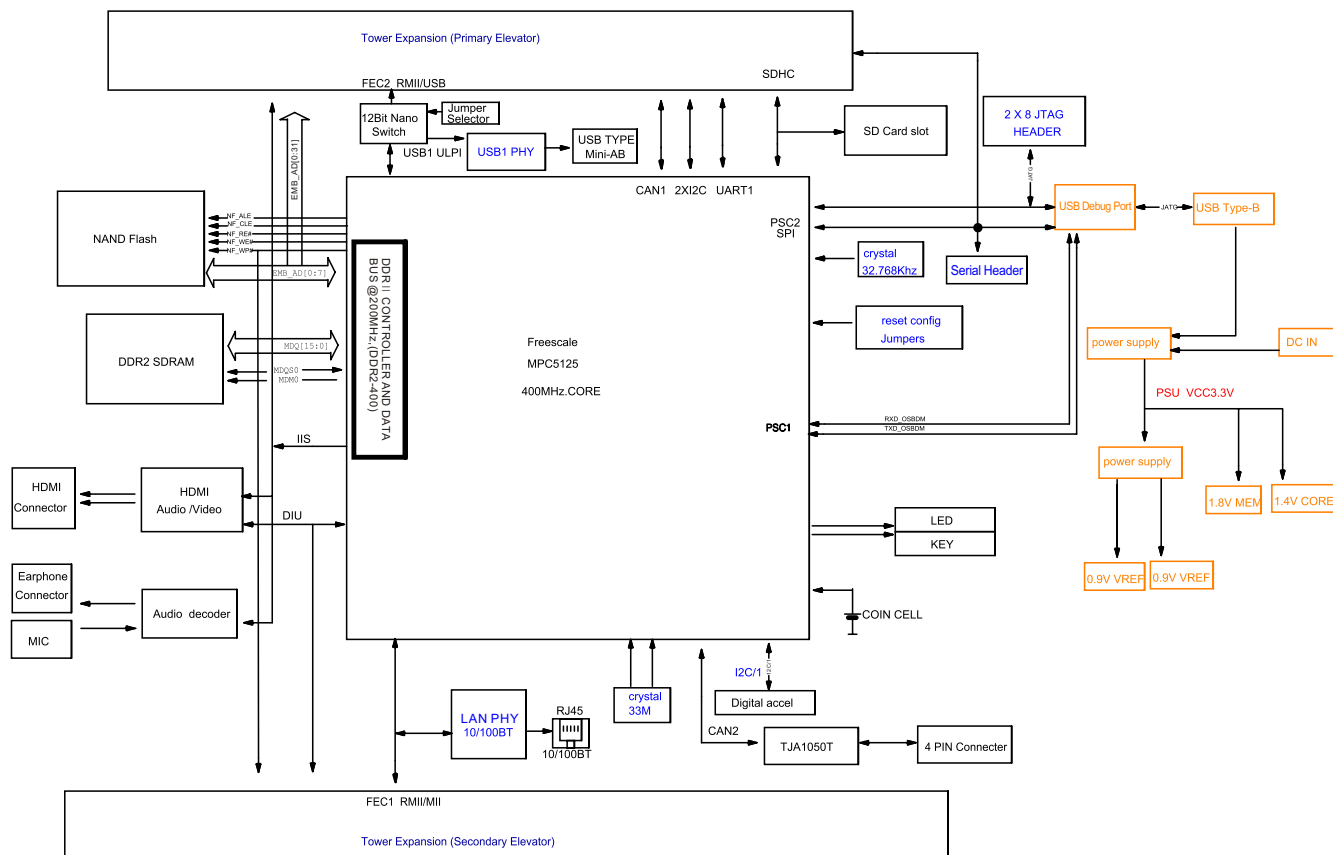 Tower Expansion (Primary Elevator)
FEC2 RMII/USB
SDHC
12Bit Nano
Switch
Jumper
Selector
USB1 ULPI
USB1 PHY
USB TYPE
Mini-AB
SD Card slot
2 X 8 JTAG
HEADER
EMB_AD[0:31]
CAN1 2XI2C UART1
JATG
NAND Flash
NF_ALE
NF_CLE
NF_RE#
NF_WE#
NF_WP#
EMB_AD[0:7]
PSC2
SPI
USB Debug Port
JATG
USB Type-B
crystal
32.768Khz
Serial Header
DDR II CONTROLLER AND DATA
BUS @200MHz,(DDR2-400)
DDR2 SDRAM
MDQ[15:0]
MDQS0
MDM0
Freescale
MPC5125
400MHz.CORE
reset config
Jumpers
power supply
DC IN
PSU VCC3.3V
PSC1
RXD_OSBDM
TXD_OSBDM
IIS
power supply
HDMI
Connector
HDMI
Audio /Video
DIU
1.8V MEM
1.4V CORE
LED
KEY
0.9V VREF
0.9V VREF
Earphone
Connector
Audio decoder
MIC
COIN CELL
I2C/1
I2C/1
Digital accel
crystal
33M
LAN PHY
10/100BT
RJ45
10/100BT
CAN2
TJA1050T
4 PIN Connecter
FEC1 RMII/MII
Tower Expansion (Secondary Elevator)